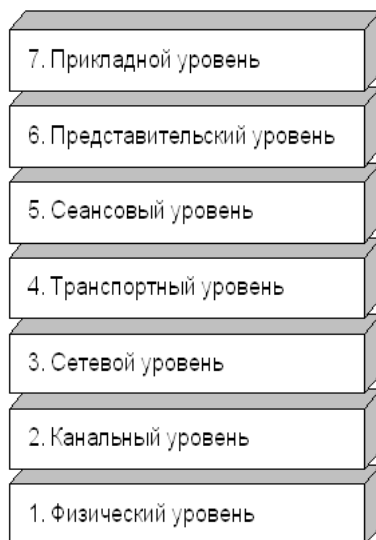 7. Прикладной уровень
6. Представительский уровень
5. Сеансовый уровень
4. Транспортный уровень
3. Сетевой уровень
2. Канальный уровень
1. Физический уровень